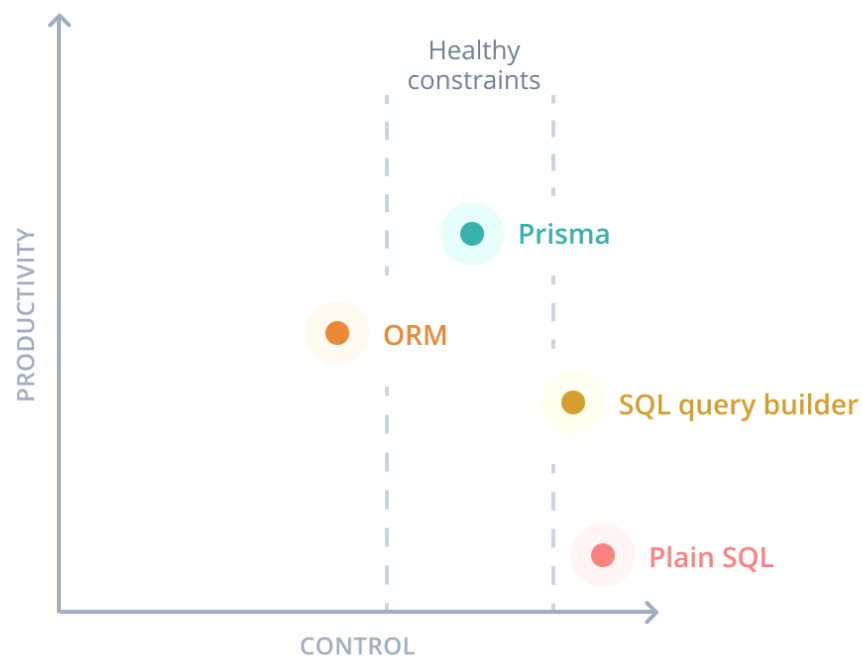 Healthy
constraints
Prisma
ORM
SQL query builder
Plain SQL
PRODUCTIVITY
CONTROL